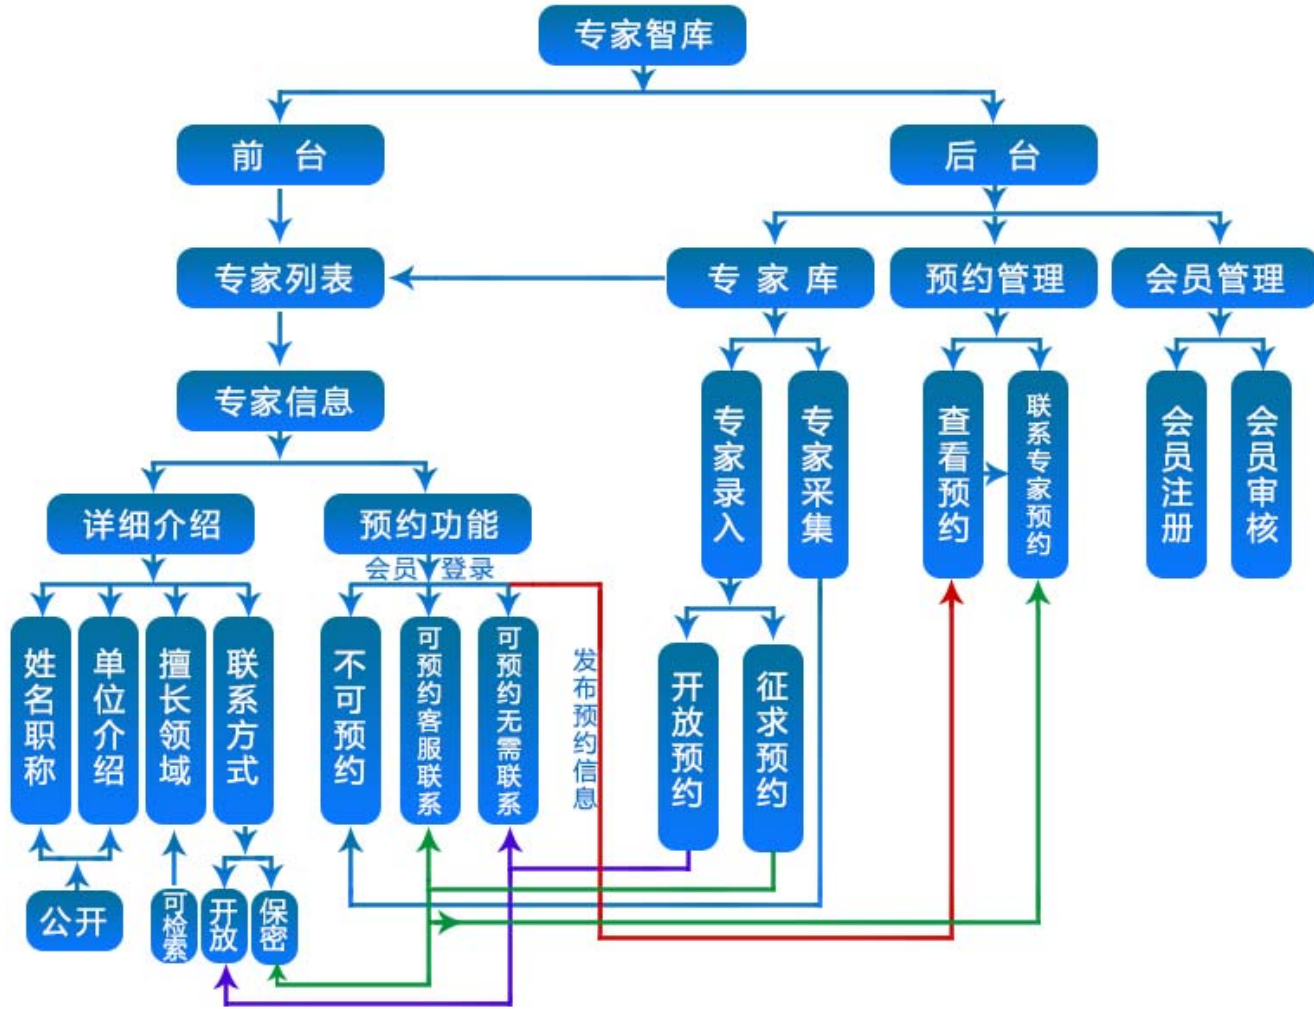 专家智库
前 台
后 台
专家列表
专 家 库
预约管理
会员管理
专家信息
专家录入
专家采集
查看预约
联系专家预约
会员注册
会员审核
详细介绍
预约功能
会员 登录
姓名职称
单位介绍
擅长领域
联系方式
不可预约
可预约客服联系
可预约无需联系
发布预约信息
开放预约
征求预约
公开
可检索
开放
保密